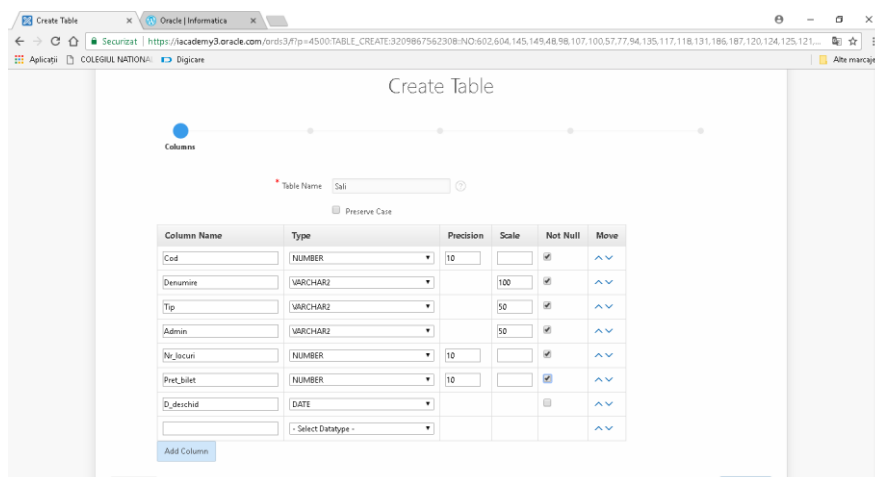 Create Table
Oracle | Informatica
Securizat | https://iacademy3.oracle.com/ords3/f?p=4500:TABLE_CREATE:3209867562308::NO:602,604,145,149,48,98,107,100,57,77,94,135,117,118,131,186,187,120,124,125,121,...
Aplicații COLEGIUL NATIONAL Digicare Alte marcaje
Create Table
Columns
* Table Name Sali ?
Preserve Case
Column Name Type Precision Scale Not Null Move
Cod NUMBER 10
Denumire VARCHAR2 100
Tip VARCHAR2 50
Admin VARCHAR2 50
Nr_locuri NUMBER 10
Pret_bilet NUMBER 10
D_deschid DATE
- Select Datatype -
Add Column